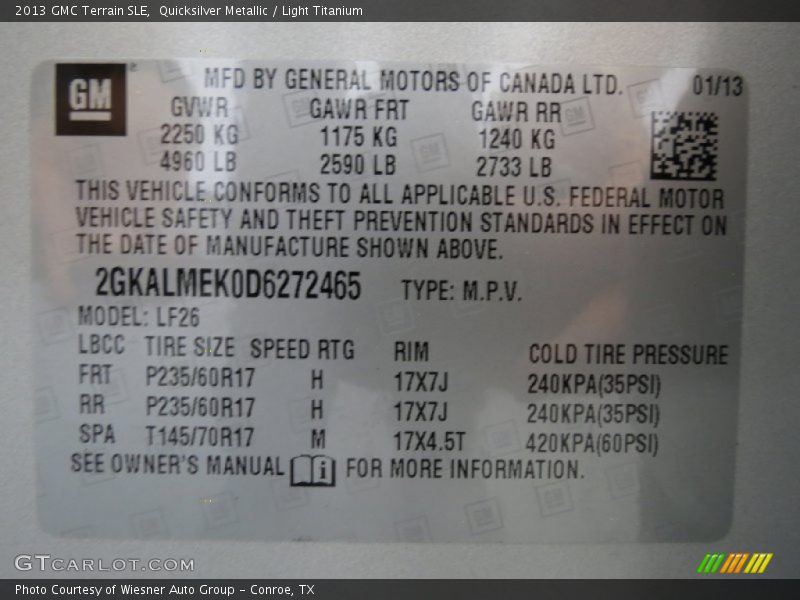 2013 GMC Terrain SLE,  Quicksilver Metallic / Light Titanium
GM
MFD BY GENERAL MOTORS OF CANADA LTD. 01/13
GVWR GAWR FRT GAWR RR
2250 KG 1175 KG 1240 KG
4960 LB 2590 LB 2733 LB
THIS VEHICLE CONFORMS TO ALL APPLICABLE U.S. FEDERAL MOTOR
VEHICLE SAFETY AND THEFT PREVENTION STANDARDS IN EFFECT ON
THE DATE OF MANUFACTURE SHOWN ABOVE.
2GKALMEK0D6272465 TYPE: M.P.V.
MODEL: LF26
LBCC TIRE SIZE SPEED RTG RIM COLD TIRE PRESSURE
FRT P235/60R17 H 17X7J 240KPA(35PSI)
RR P235/60R17 H 17X7J 240KPA(35PSI)
SPA T145/70R17 M 17X4.5T 420KPA(60PSI)
SEE OWNER'S MANUAL i FOR MORE INFORMATION.
GTCARLOT.COM
Photo Courtesy of Wiesner Auto Group - Conroe, TX